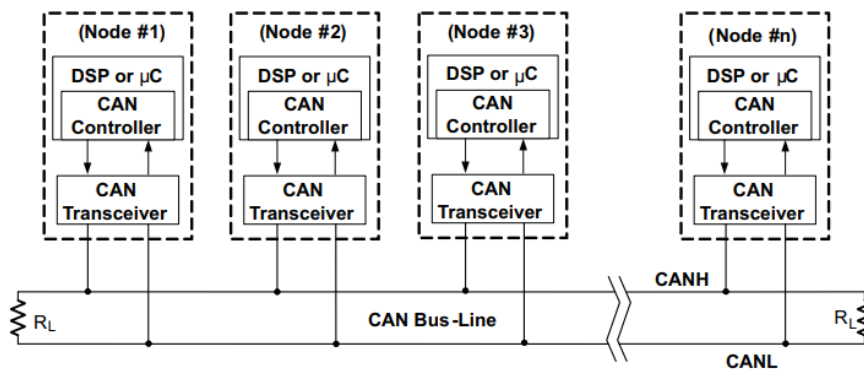 (Node #1)
DSP or µC
CAN
Controller
CAN
Transceiver
(Node #2)
DSP or µC
CAN
Controller
CAN
Transceiver
(Node #3)
DSP or µC
CAN
Controller
CAN
Transceiver
(Node #n)
DSP or µC
CAN
Controller
CAN
Transceiver
CANH
RL
CAN Bus-Line
RL
CANL